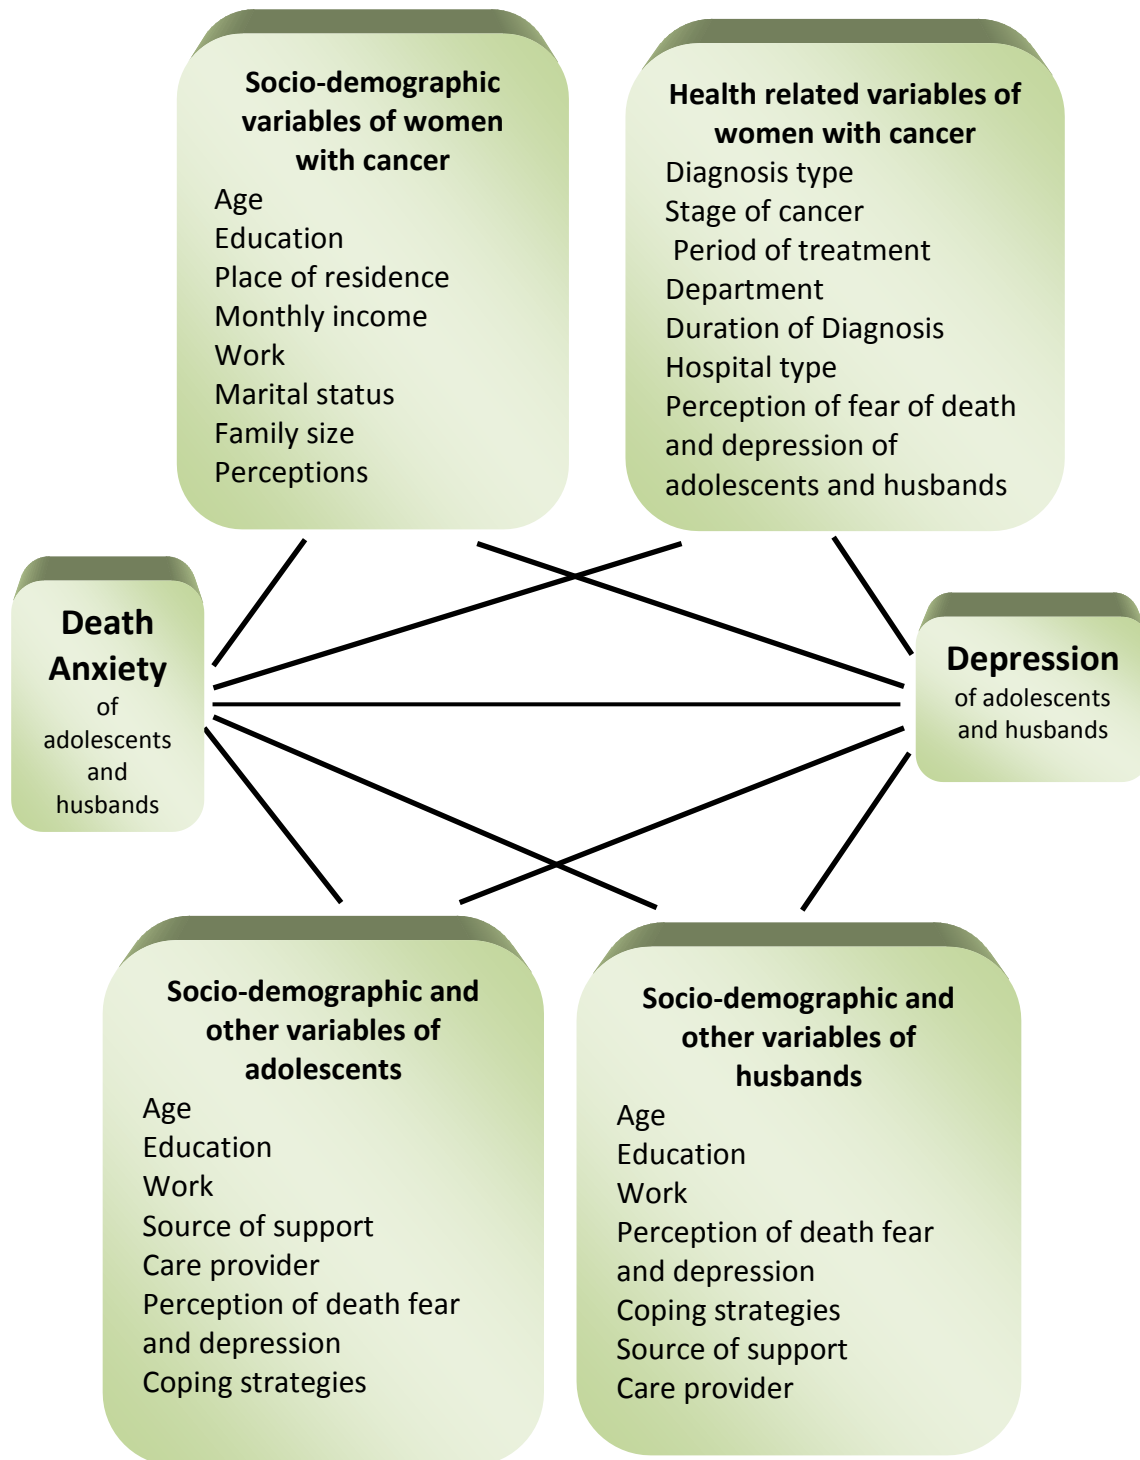 Socio-demographic
variables of women
with cancer
Age
Education
Place of residence
Monthly income
Work
Marital status
Family size
Perceptions
Health related variables of
women with cancer
Diagnosis type
Stage of cancer
Period of treatment
Department
Duration of Diagnosis
Hospital type
Perception of fear of death
and depression of
adolescents and husbands
Death
Anxiety
of
adolescents
and
husbands
Depression
of adolescents
and husbands
Socio-demographic and
other variables of
adolescents
Age
Education
Work
Source of support
Care provider
Perception of death fear
and depression
Coping strategies
Socio-demographic and
other variables of
husbands
Age
Education
Work
Perception of death fear
and depression
Coping strategies
Source of support
Care provider